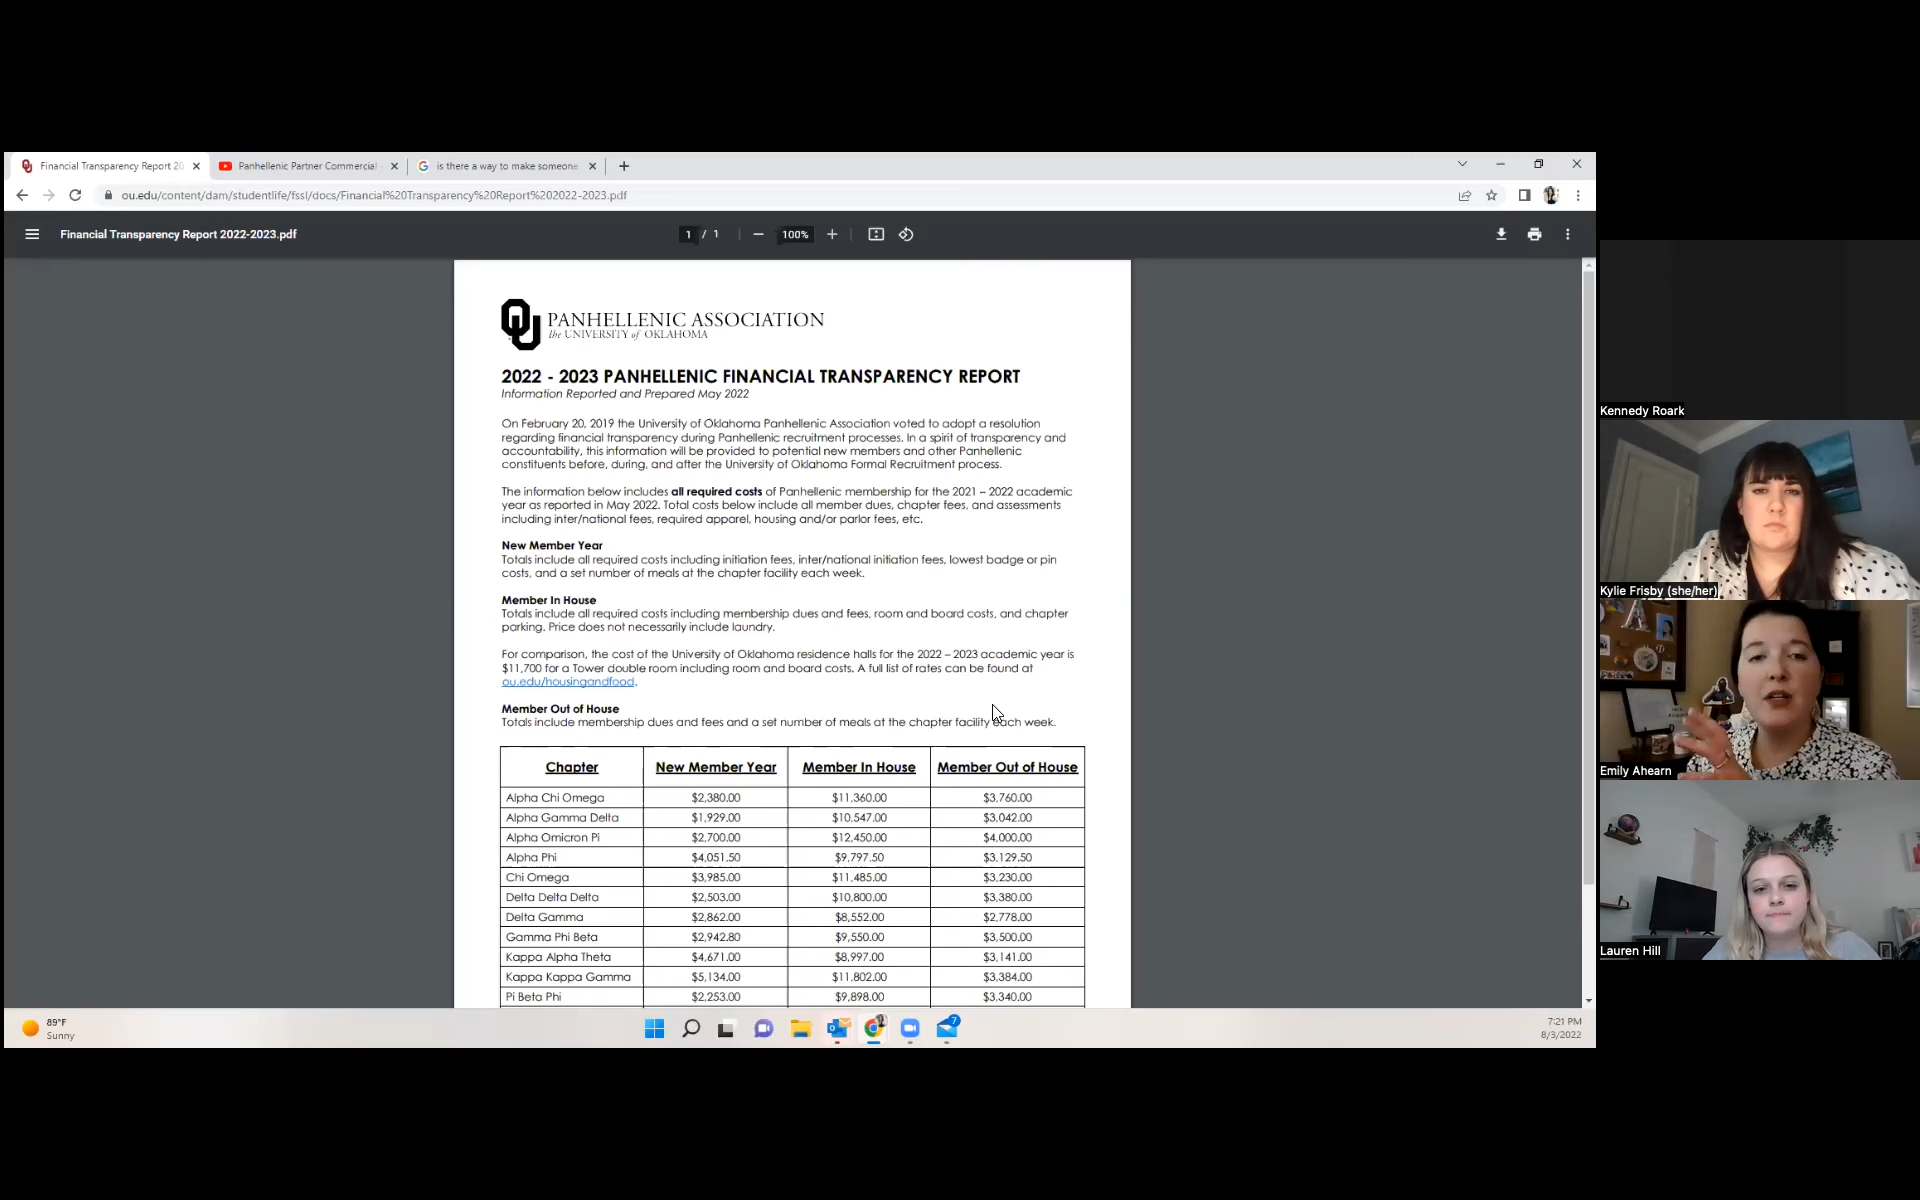 Financial Transparency Report 20
Panhellenic Partner Commercial
is there a way to make someone
ou.edu/content/dam/studentlife/fssl/docs/Financial%20Transparency%20Report%202022-2023.pdf
Financial Transparency Report 2022-2023.pdf
1 / 1
100%
OU
PANHELLENIC ASSOCIATION
the UNIVERSITY of OKLAHOMA
2022 - 2023 PANHELLENIC FINANCIAL TRANSPARENCY REPORT
Information Reported and Prepared May 2022
On February 20, 2019 the University of Oklahoma Panhellenic Association voted to adopt a resolution
regarding financial transparency during Panhellenic recruitment processes. In a spirit of transparency and
accountability, this information will be provided to potential new members and other Panhellenic
constituents before, during, and after the University of Oklahoma Formal Recruitment process.
The information below includes all required costs of Panhellenic membership for the 2021 – 2022 academic
year as reported in May 2022. Total costs below include all member dues, chapter fees, and assessments
including inter/national fees, required apparel, housing and/or parlor fees, etc.
New Member Year
Totals include all required costs including initiation fees, inter/national initiation fees, lowest badge or pin
costs, and a set number of meals at the chapter facility each week.
Member In House
Totals include all required costs including membership dues and fees, room and board costs, and chapter
parking. Price does not necessarily include laundry.
For comparison, the cost of the University of Oklahoma residence halls for the 2022 – 2023 academic year is
$11,700 for a Tower double room including room and board costs. A full list of rates can be found at
ou.edu/housingandfood.
Member Out of House
Totals include membership dues and fees and a set number of meals at the chapter facility each week.
Chapter New Member Year Member In House Member Out of House
Alpha Chi Omega $2,380.00 $11,360.00 $3,760.00
Alpha Gamma Delta $1,929.00 $10,547.00 $3,042.00
Alpha Omicron Pi $2,700.00 $12,450.00 $4,000.00
Alpha Phi $4,051.50 $9,797.50 $3,129.50
Chi Omega $3,985.00 $11,485.00 $3,230.00
Delta Delta Delta $2,503.00 $10,800.00 $3,380.00
Delta Gamma $2,862.00 $8,552.00 $2,778.00
Gamma Phi Beta $2,942.80 $9,550.00 $3,500.00
Kappa Alpha Theta $4,671.00 $8,997.00 $3,141.00
Kappa Kappa Gamma $5,134.00 $11,802.00 $3,384.00
Pi Beta Phi $2,253.00 $9,898.00 $3,340.00
Kennedy Roark
Kylie Frisby (she/her)
Emily Ahearn
Lauren Hill
89°F
Sunny
7
7:21 PM
8/3/2022